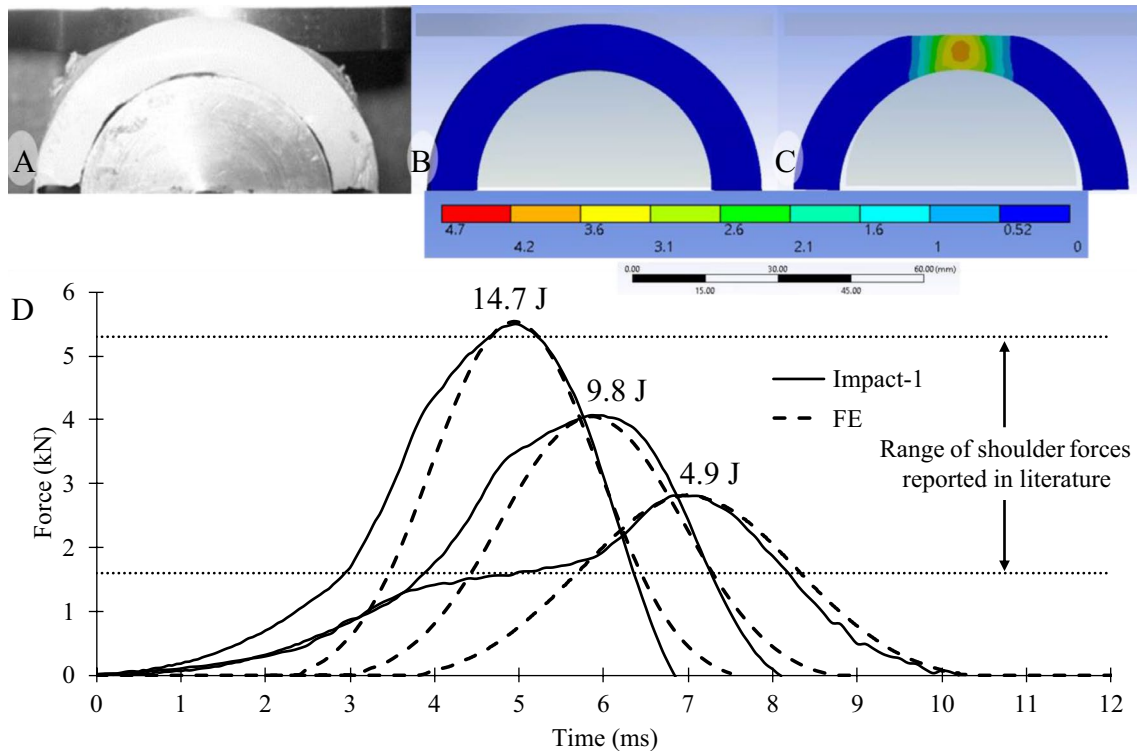 A
B
C
4.7
4.2
3.6
3.1
2.6
2.1
1.6
1
0.52
0
0.00
15.00
30.00
45.00
60.00 (mm)
D
6
5
4
3
2
1
0
Force (kN)
14.7 J
9.8 J
4.9 J
Impact-1
FE
Range of shoulder forces
reported in literature
0 1 2 3 4 5 6 7 8 9 10 11 12
Time (ms)